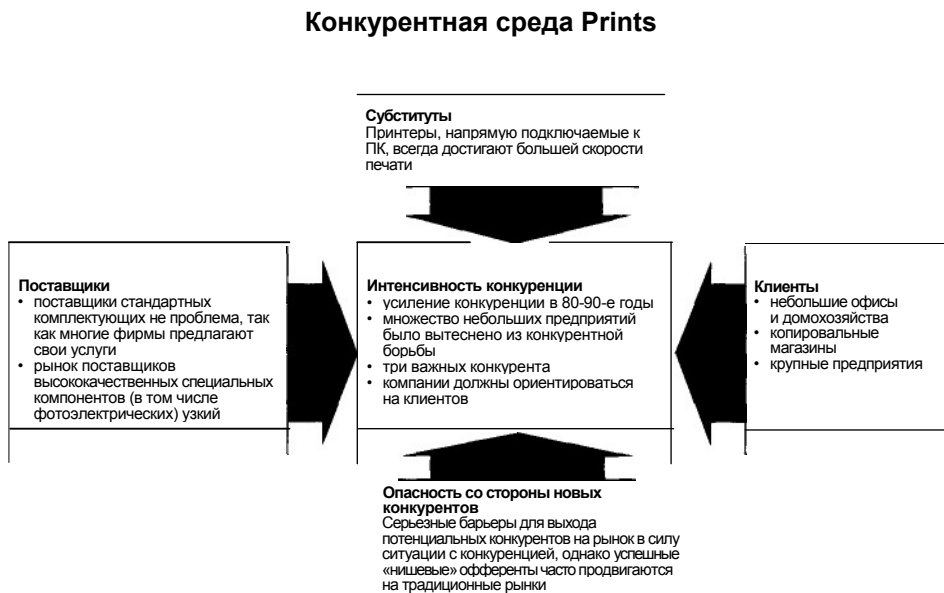 Конкурентная среда Prints
Субституты
Принтеры, напрямую подключаемые к
ПК, всегда достигают большей скорости
печати
Поставщики
• поставщики стандартных
комплектующих не проблема, так
как многие фирмы предлагают
свои услуги
• рынок поставщиков
высококачественных специальных
компонентов (в том числе
фотоэлектрических) узкий
Интенсивность конкуренции
• усиление конкуренции в 80-90-е годы
• множество небольших предприятий
было вытеснено из конкурентной
борьбы
• три важных конкурента
• компании должны ориентироваться
на клиентов
Клиенты
• небольшие офисы
и домохозяйства
• копировальные
магазины
• крупные предприятия
Опасность со стороны новых
конкурентов
Серьезные барьеры для выхода
потенциальных конкурентов на рынок в силу
ситуации с конкуренцией, однако успешные
«нишевые» офференты часто продвигаются
на традиционные рынки